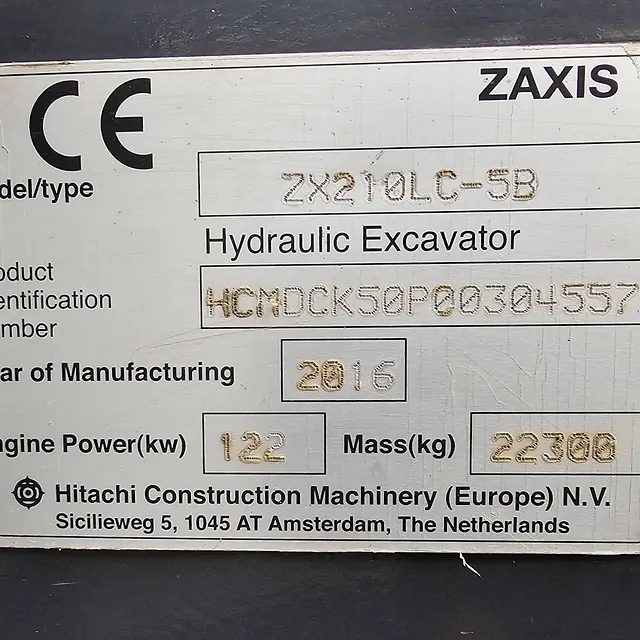 CE
ZAXIS
del/type
ZX210LC-5B
Hydraulic Excavator
oduct
entification
mber
HCMDCK50P00304557
ar of Manufacturing
2016
ngine Power(kw)
122
Mass(kg)
22300
Hitachi Construction Machinery (Europe) N.V.
Sicilieweg 5, 1045 AT Amsterdam, The Netherlands